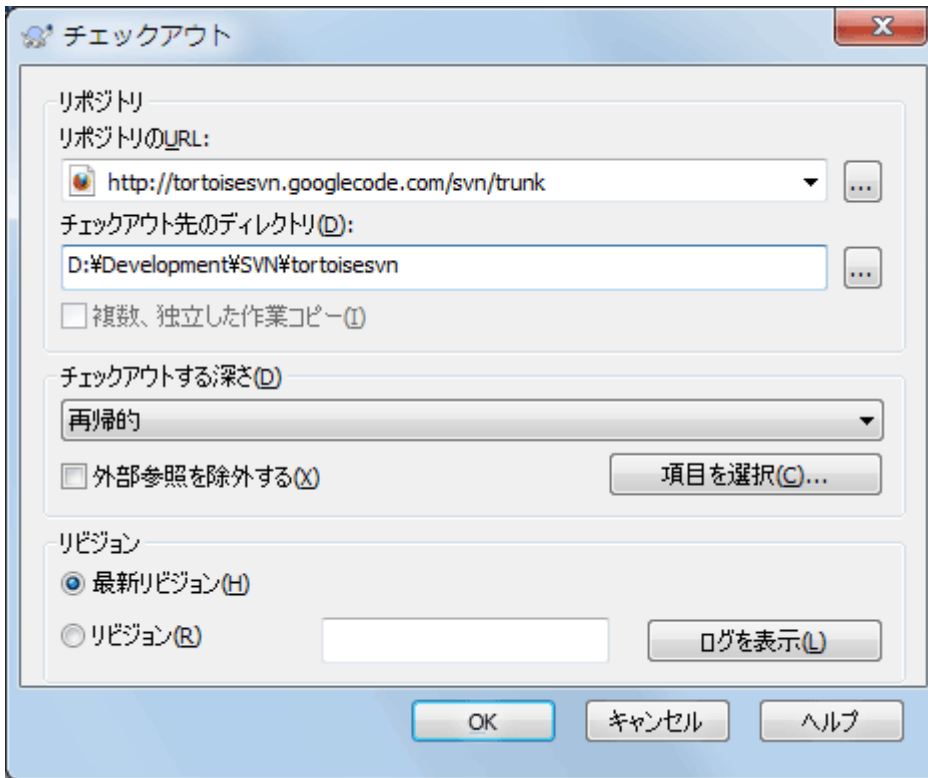 チェックアウト
リポジトリ
リポジトリのURL:
http://tortoisesvn.googlecode.com/svn/trunk
...
チェックアウト先のディレクトリ(D):
D:¥Development¥SVN¥tortoisesvn
...
複数、独立した作業コピー(I)
チェックアウトする深さ(D)
再帰的
外部参照を除外する(X)
項目を選択(C)...
リビジョン
最新リビジョン(H)
リビジョン(R)
ログを表示(L)
OK
キャンセル
ヘルプ